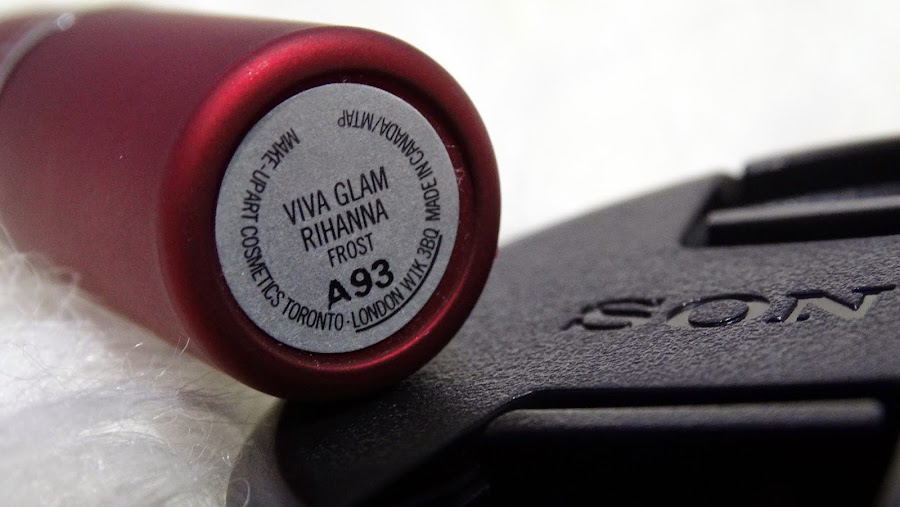 VIVA GLAM
RIHANNA
FROST
A93
MAKE-UP ART COSMETICS TORONTO · LONDON W1K 3BQ
MADE IN CANADA/MTAP
SON